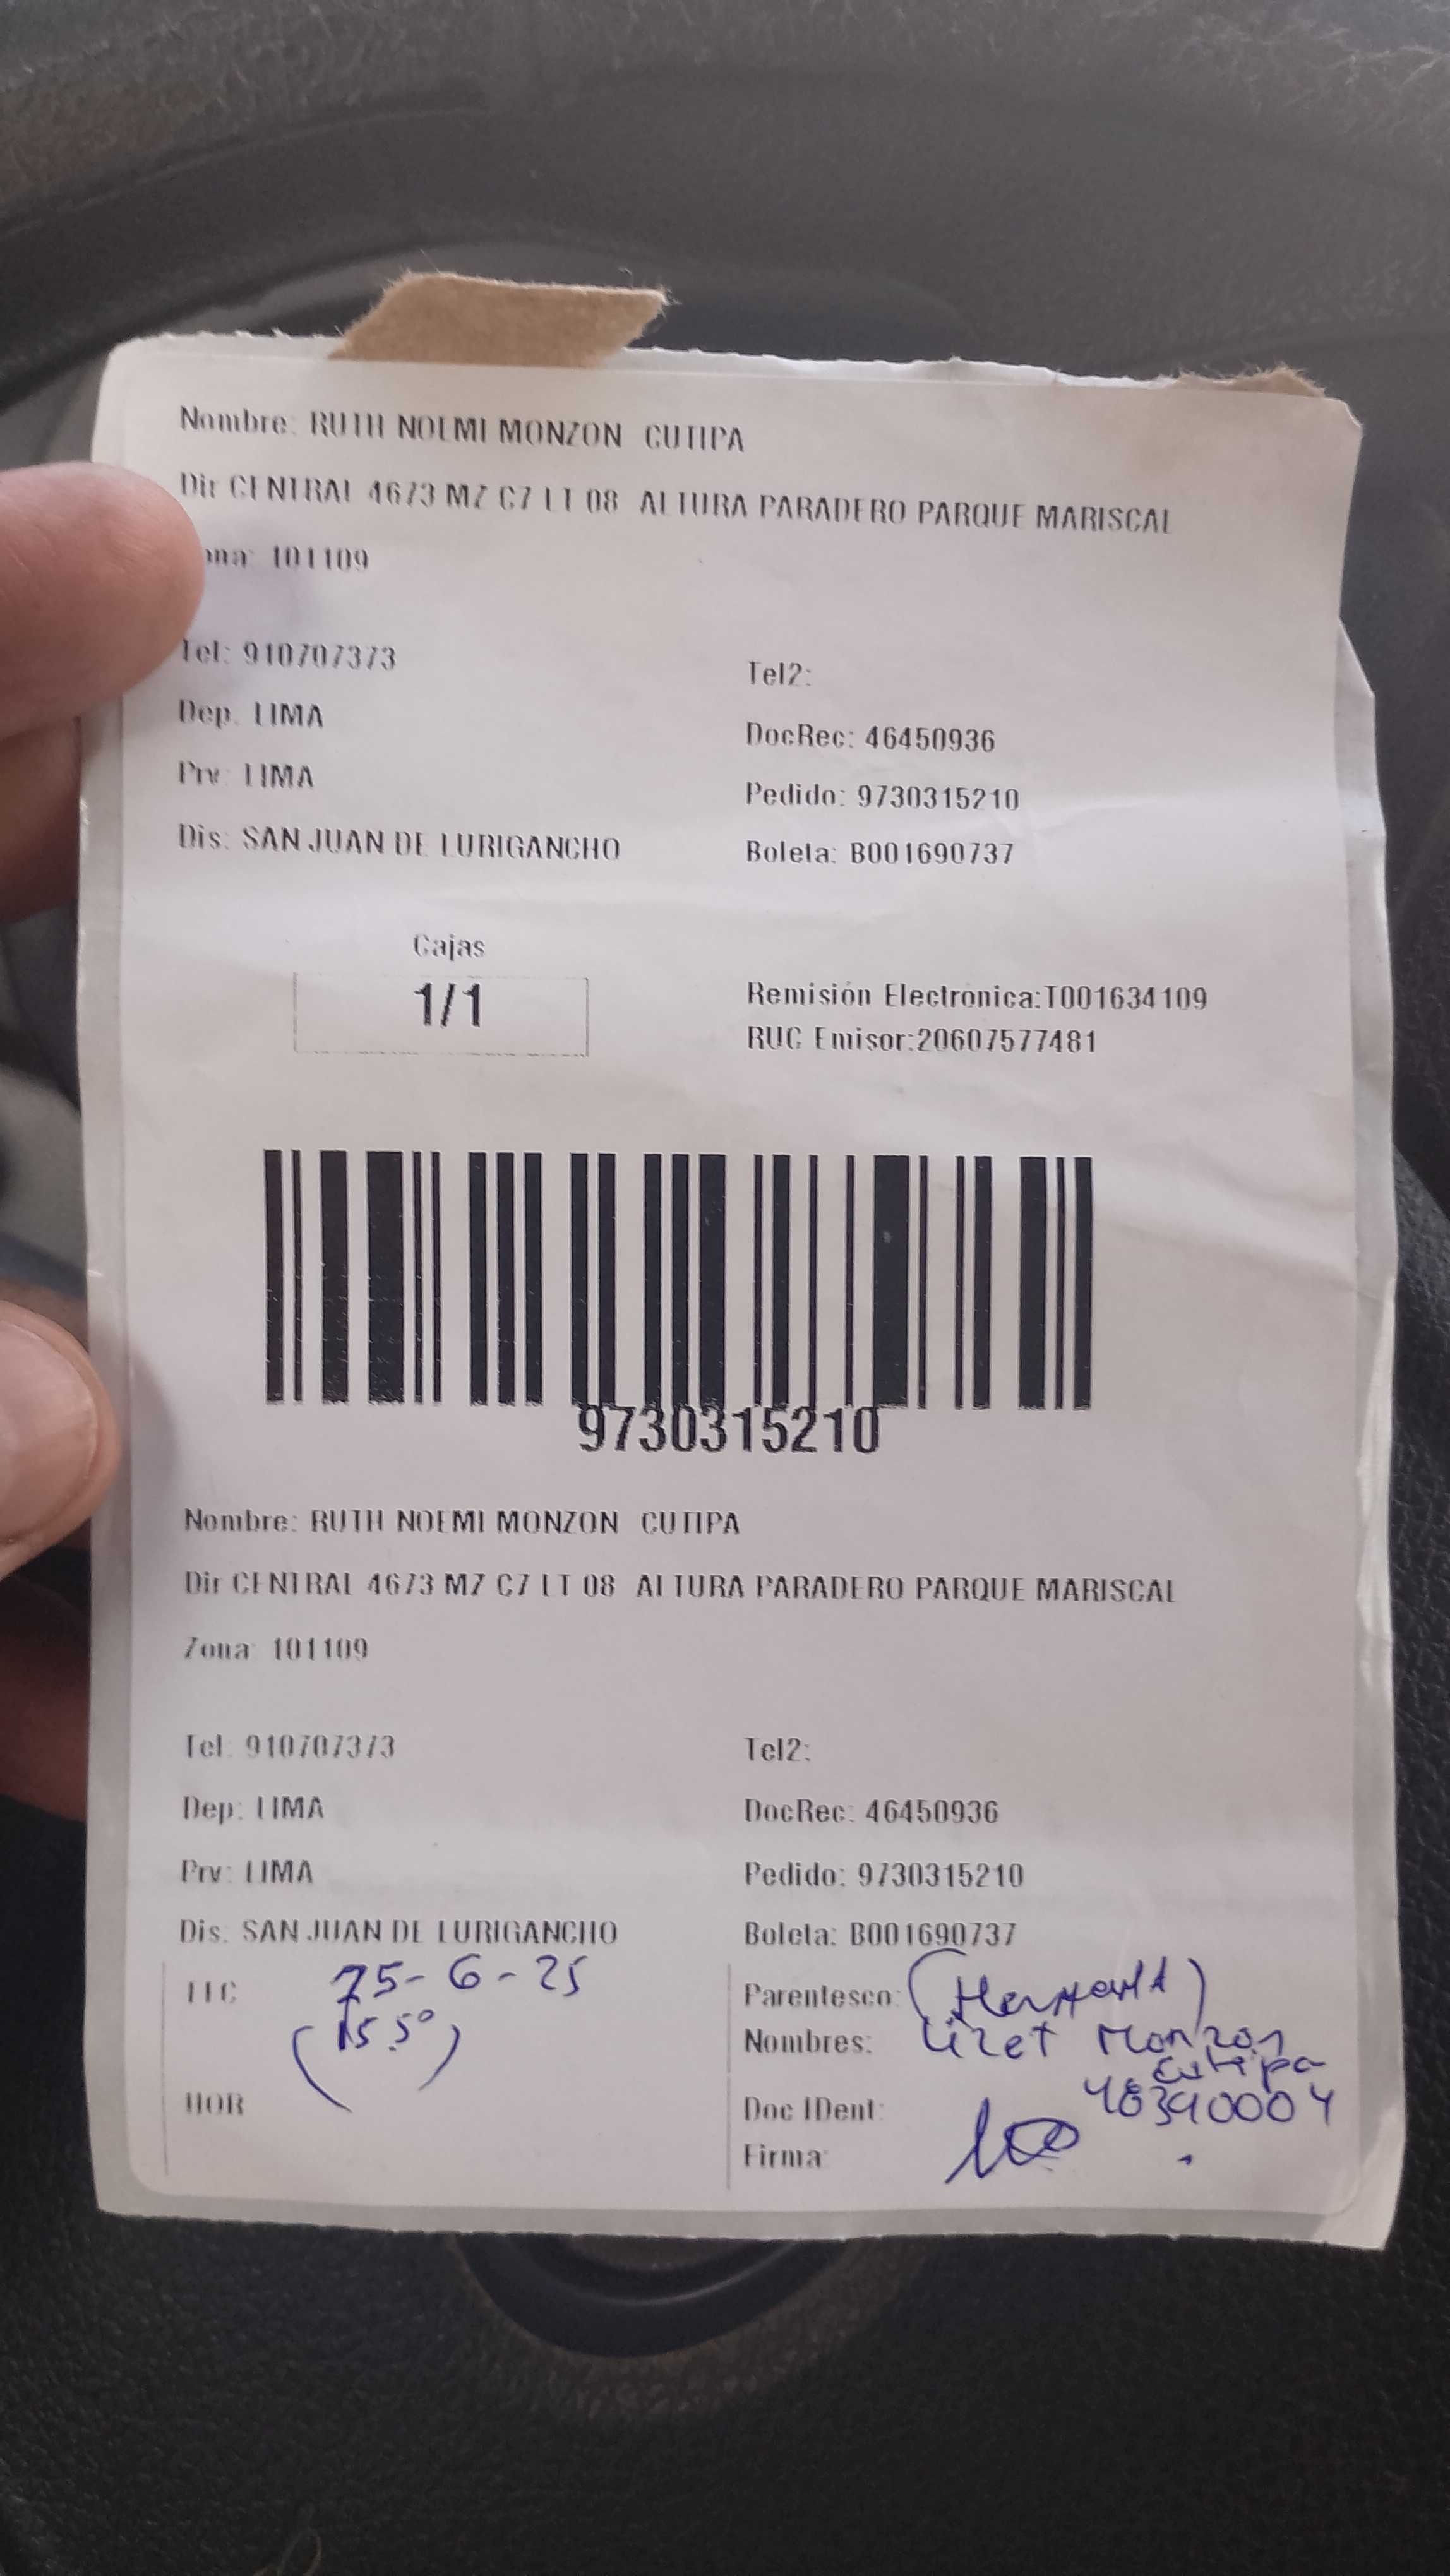 Nombre: RUTH NOEMI MONZON CUTIPA
Dir CENTRAL 4673 MZ C7 LT 08 ALTURA PARADERO PARQUE MARISCAL
ona: 101109
Tel: 910707373 Tel2:
Dep. LIMA DocRec: 46450936
Prv: LIMA Pedido: 9730315210
Dis: SAN JUAN DE LURIGANCHO Boleta: B001690737
Cajas
1/1 Remisión Electrónica:T001634109
RUC Emisor:20607577481
9730315210
Nombre: RUTH NOEMI MONZON CUTIPA
Dir CENTRAL 4673 MZ C7 LT 08 ALTURA PARADERO PARQUE MARISCAL
Zona: 101109
Tel: 910707373 Tel2:
Dep: LIMA DocRec: 46450936
Prv: LIMA Pedido: 9730315210
Dis: SAN JUAN DE LURIGANCHO Boleta: B001690737
25-6-25 Parentesco:
Nombres: Lizet Monzon
Cutipa
HOR Doc IDent: 46390004
Firma: